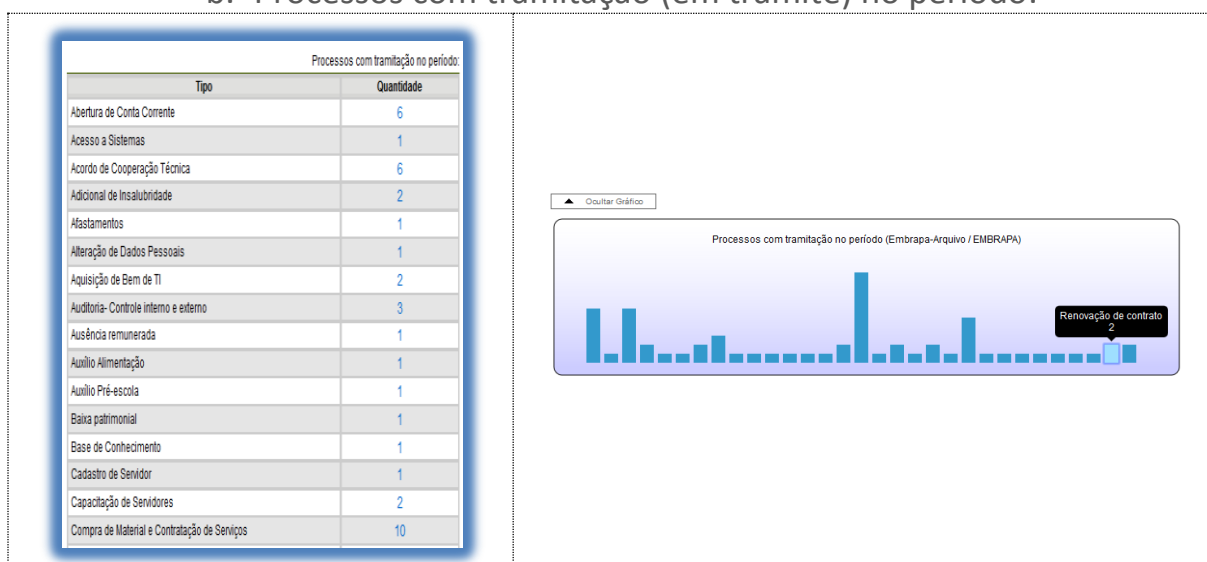 b. Processos com tramitação (em trâmite) no período:
Processos com tramitação no período:
Tipo Quantidade
Abertura de Conta Corrente 6
Acesso a Sistemas 1
Acordo de Cooperação Técnica 6
Adicional de Insalubridade 2
Afastamentos 1
Alteração de Dados Pessoais 1
Aquisição de Bem de TI 2
Auditoria- Controle interno e externo 3
Ausência remunerada 1
Auxílio Alimentação 1
Auxílio Pré-escola 1
Baixa patrimonial 1
Base de Conhecimento 1
Cadastro de Servidor 1
Capacitação de Servidores 2
Compra de Material e Contratação de Serviços 10
Ocultar Gráfico
Processos com tramitação no período (Embrapa-Arquivo / EMBRAPA)
Renovação de contrato
2